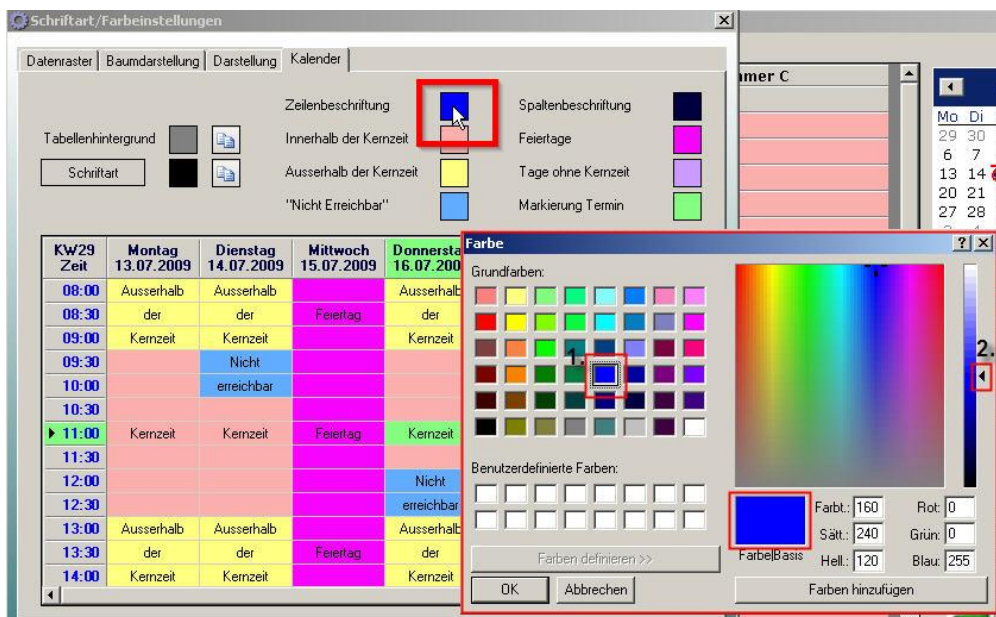 Schriftart/Farbeinstellungen
Datenraster Baumdarstellung Darstellung Kalender
Zeilenbeschriftung Spaltenbeschriftung
Tabellenhintergrund Innerhalb der Kernzeit Feiertage
Schriftart Ausserhalb der Kernzeit Tage ohne Kernzeit
"Nicht Erreichbar" Markierung Termin
KW29 Montag Dienstag Mittwoch Donnersta
Zeit 13.07.2009 14.07.2009 15.07.2009 16.07.200
08:00 Ausserhalb Ausserhalb Ausserhalb
08:30 der der Feiertag der
09:00 Kernzeit Kernzeit Kernzeit
09:30 Nicht
10:00 erreichbar
10:30
11:00 Kernzeit Kernzeit Feiertag Kernzeit
11:30
12:00 Nicht
12:30 erreichbar
13:00 Ausserhalb Ausserhalb Ausserhalb
13:30 der der Feiertag der
14:00 Kernzeit Kernzeit Kernzeit
mer C
Mo Di
29 30
6 7
13 14
20 21
27 28
Farbe
Grundfarben:
1.
2.
Benutzerdefinierte Farben:
Farben definieren >>
OK Abbrechen
Farbe|Basis
Farbt.: 160 Rot: 0
Sätt.: 240 Grün: 0
Hell.: 120 Blau: 255
Farben hinzufügen